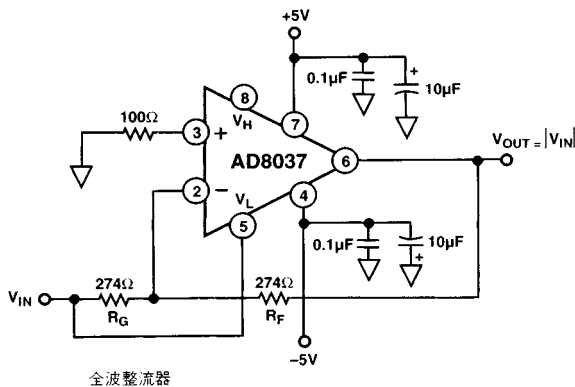 +5V
0.1μF
+
10μF
8
V_H
7
100Ω
3
+
AD8037
6
V_OUT = |V_IN|
2
−
V_L
4
5
0.1μF
10μF
+
274Ω
274Ω
V_IN
R_G
R_F
−5V
全波整流器